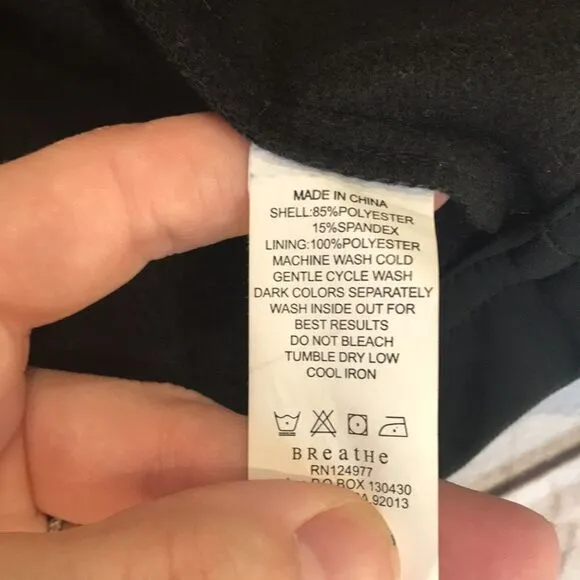 MADE IN CHINA
SHELL:85%POLYESTER
15%SPANDEX
LINING:100%POLYESTER
MACHINE WASH COLD
GENTLE CYCLE WASH
DARK COLORS SEPARATELY
WASH INSIDE OUT FOR
BEST RESULTS
DO NOT BLEACH
TUMBLE DRY LOW
COOL IRON
BReatHe
RN124977
P.O.BOX 130430
92013